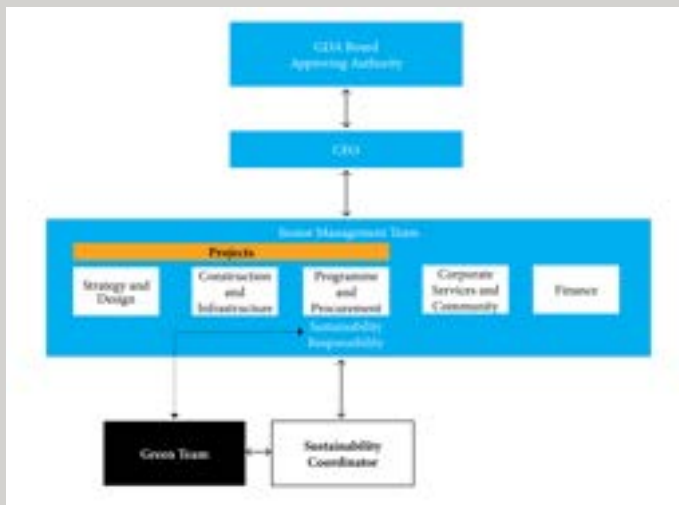 GDA Board
Approving Authority
CEO
Senior Management Team
Projects
Strategy and
Design
Construction
and
Infrastructure
Programme
and
Procurement
Corporate
Services and
Community
Finance
Sustainability
Responsibly
Green Team
Sustainability
Coordinator